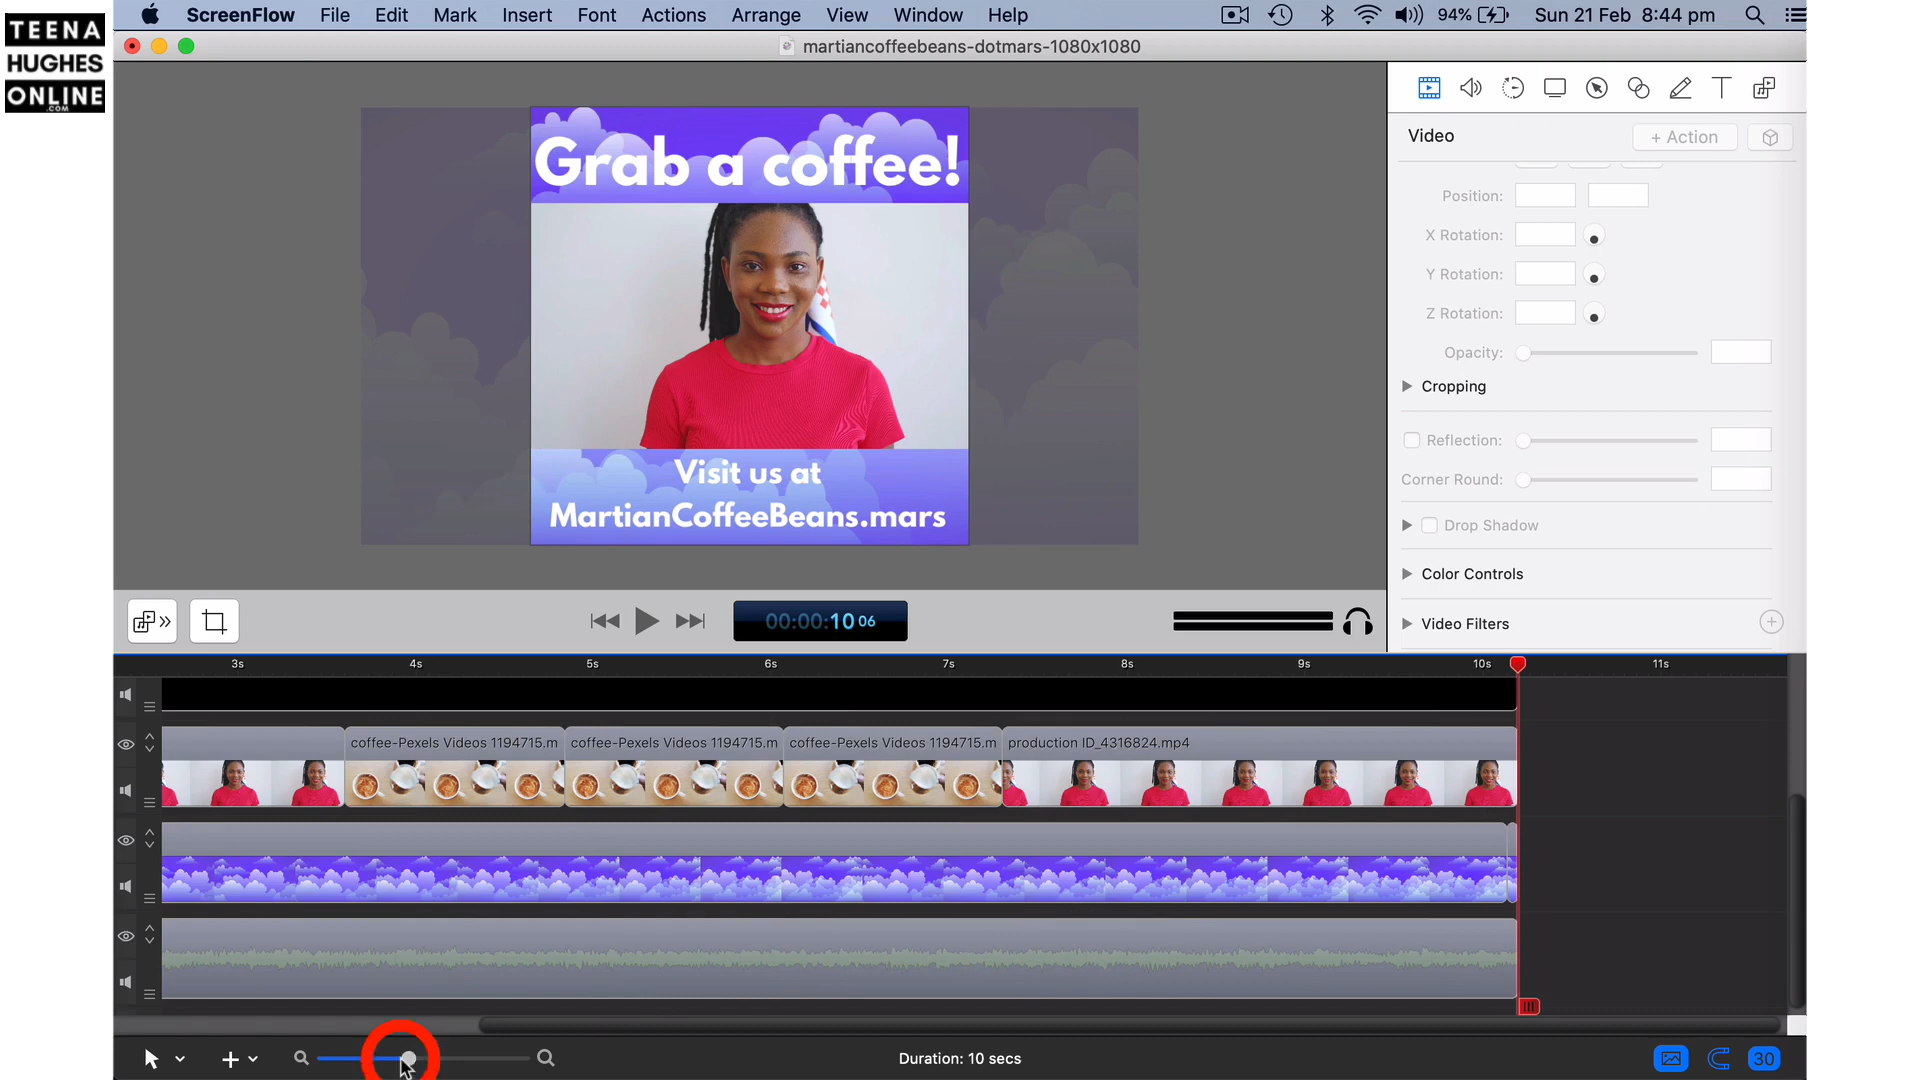 TEENA
HUGHES
ONLINE
.COM
ScreenFlow File Edit Mark Insert Font Actions Arrange View Window Help 94% Sun 21 Feb 8:44 pm
martiancoffeebeans-dotmars-1080x1080
Grab a coffee!
Visit us at
MartianCoffeeBeans.mars
Video + Action
Position:
X Rotation:
Y Rotation:
Z Rotation:
Opacity:
Cropping
Reflection:
Corner Round:
Drop Shadow
Color Controls
Video Filters
00:00:10 06
3s 4s 5s 6s 7s 8s 9s 10s 11s
coffee-Pexels Videos 1194715.m coffee-Pexels Videos 1194715.m coffee-Pexels Videos 1194715.m production ID_4316824.mp4
Duration: 10 secs
30